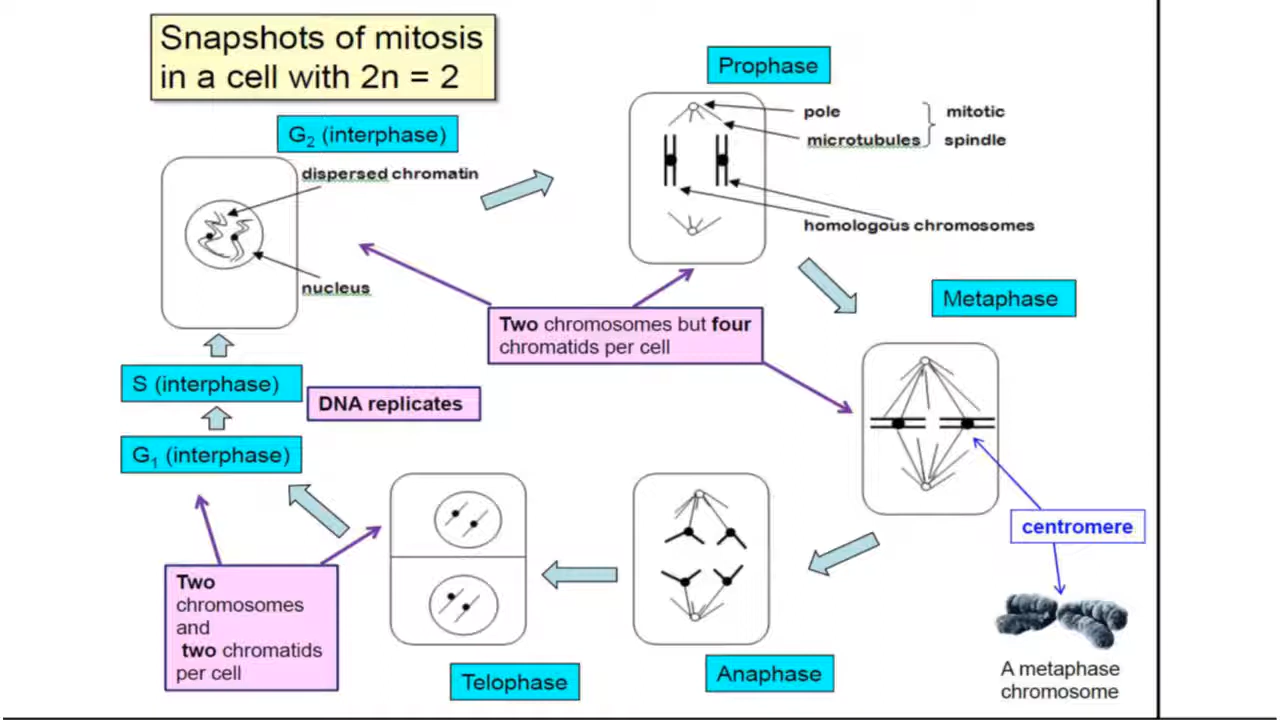 Snapshots of mitosis
in a cell with 2n = 2
G₂ (interphase)
dispersed chromatin
nucleus
Prophase
pole
microtubules
mitotic
spindle
homologous chromosomes
Metaphase
Two chromosomes but four
chromatids per cell
S (interphase)
DNA replicates
G₁ (interphase)
centromere
A metaphase
chromosome
Anaphase
Telophase
Two
chromosomes
and
two chromatids
per cell